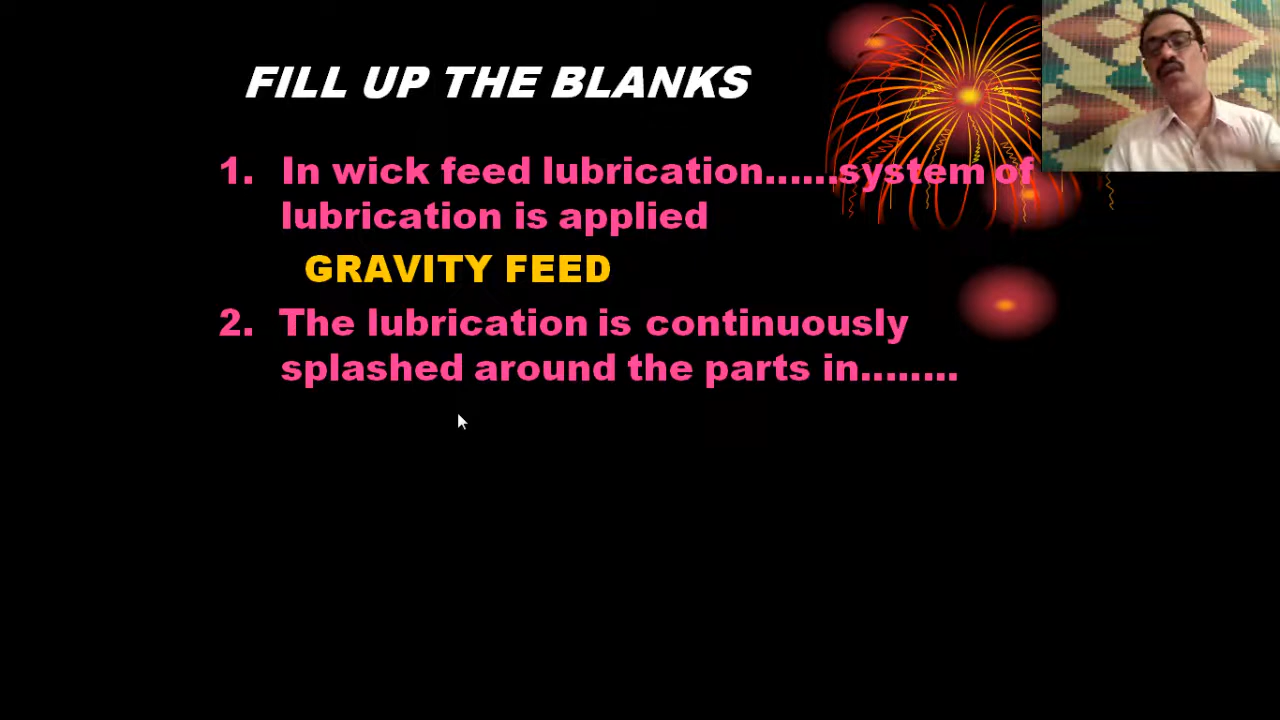 FILL UP THE BLANKS
1. In wick feed lubrication......system of
lubrication is applied
GRAVITY FEED
2. The lubrication is continuously
splashed around the parts in........